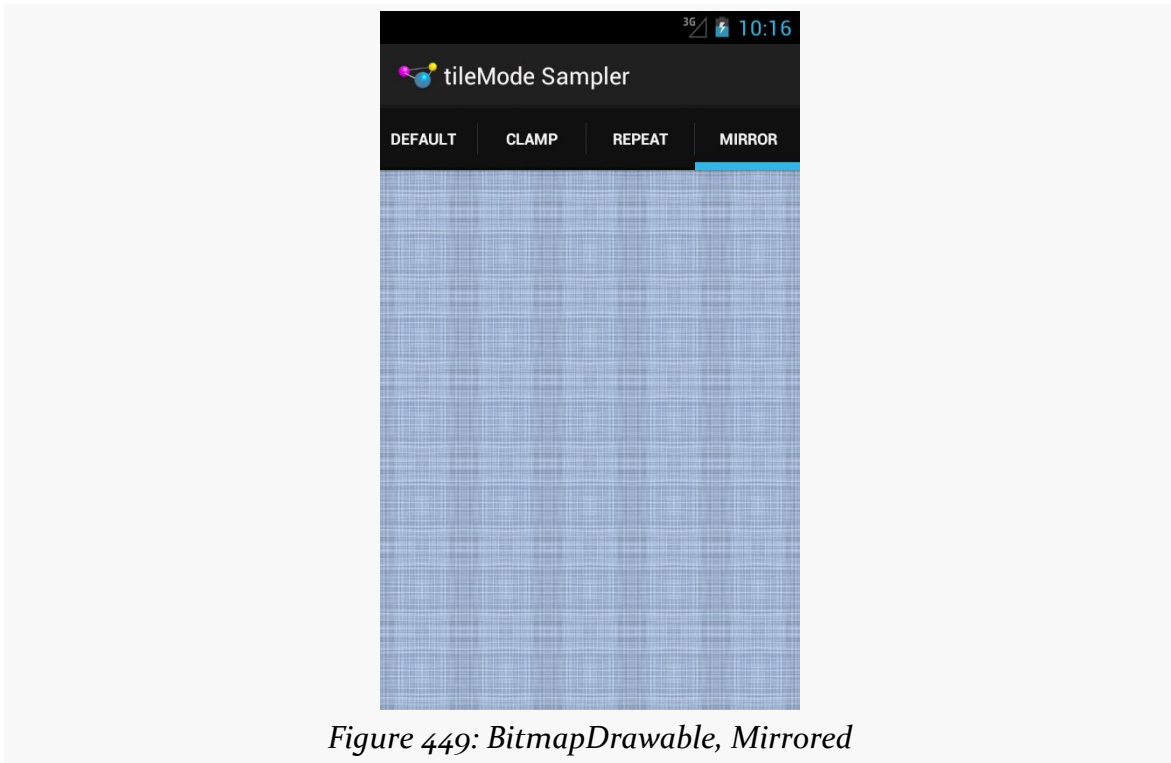 3G 10:16
tileMode Sampler
DEFAULT CLAMP REPEAT MIRROR
Figure 449: BitmapDrawable, Mirrored